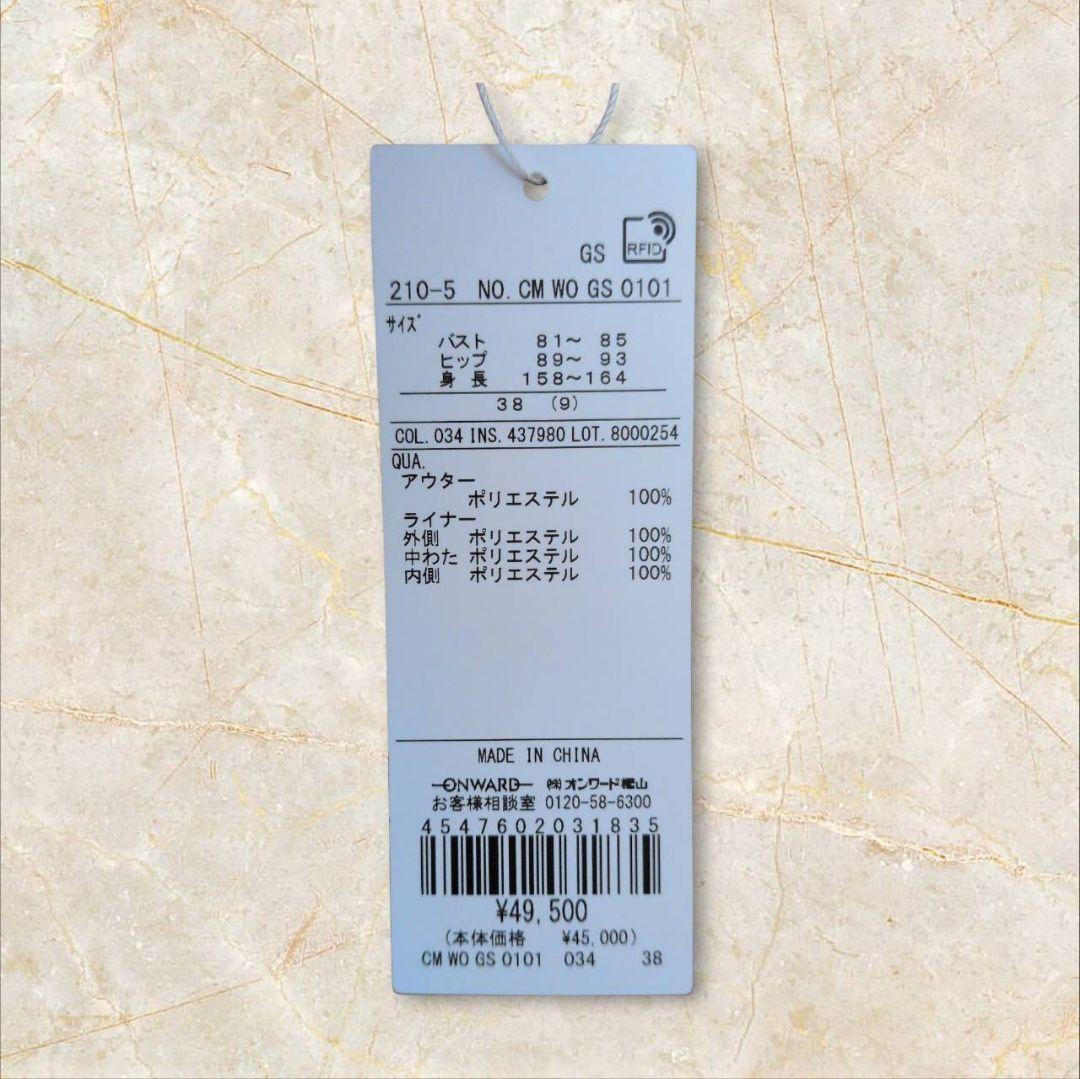 GS RFID
210-5 NO. CM WO GS 0101
サイズ
バスト 81～ 85
ヒップ 89～ 93
身長 158～164
38 (9)
COL. 034 INS. 437980 LOT. 8000254
QUA.
アウター
ポリエステル 100%
ライナー
外側 ポリエステル 100%
中わた ポリエステル 100%
内側 ポリエステル 100%
MADE IN CHINA
ONWARD ㈱オンワード樫山
お客様相談室 0120-58-6300
4547602031835
¥49,500
(本体価格 ¥45,000)
CM WO GS 0101 034 38